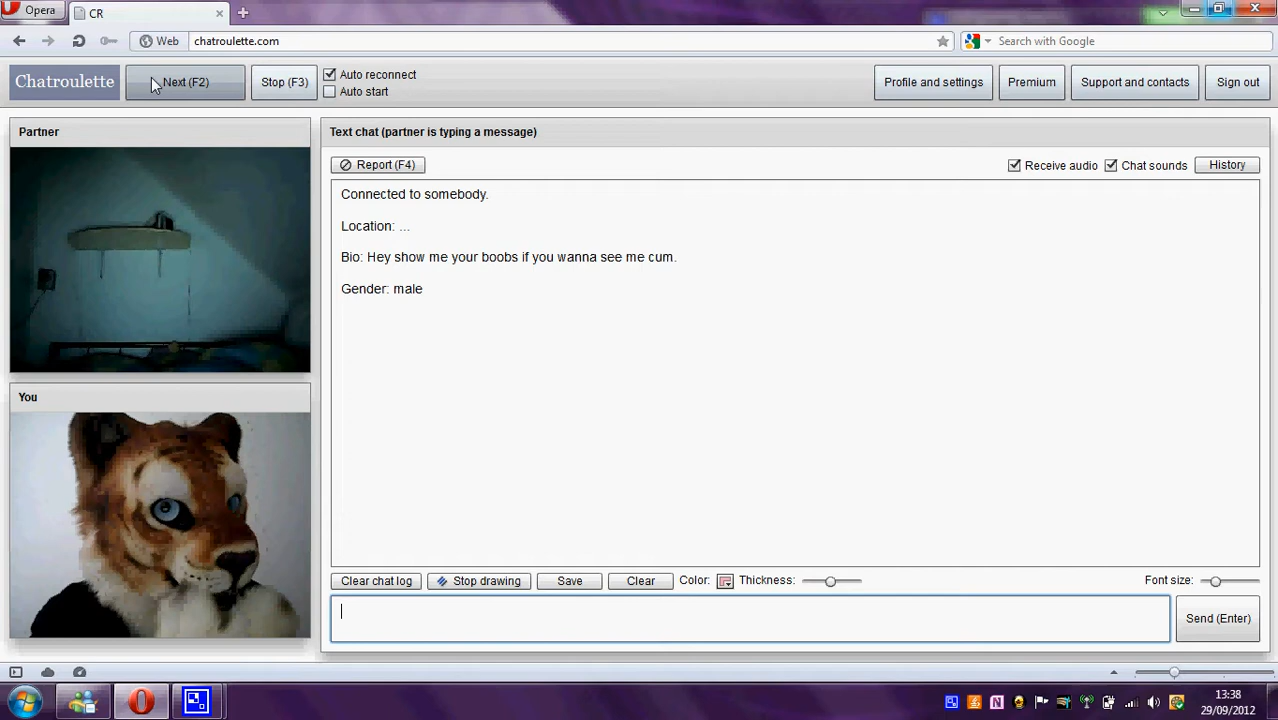 Opera
CR
Web
chatroulette.com
Search with Google
Chatroulette
Next (F2)
Stop (F3)
Auto reconnect
Auto start
Profile and settings
Premium
Support and contacts
Sign out
Partner
Text chat (partner is typing a message)
Report (F4)
Receive audio
Chat sounds
History
Connected to somebody.
Location: ...
Bio: Hey show me your boobs if you wanna see me cum.
Gender: male
You
Clear chat log
Stop drawing
Save
Clear
Color:
Thickness:
Font size:
Send (Enter)
13:38
29/09/2012